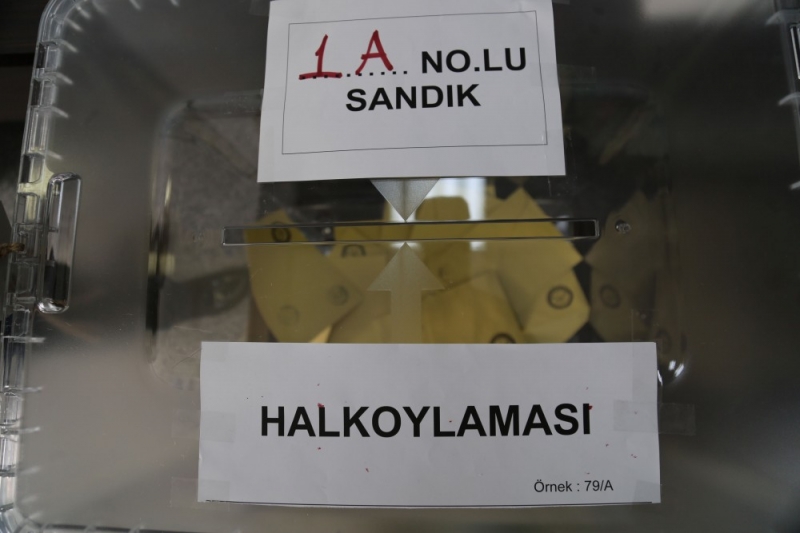 1A......... NO.LU
SANDIK
HALKOYLAMASI
Örnek : 79/A